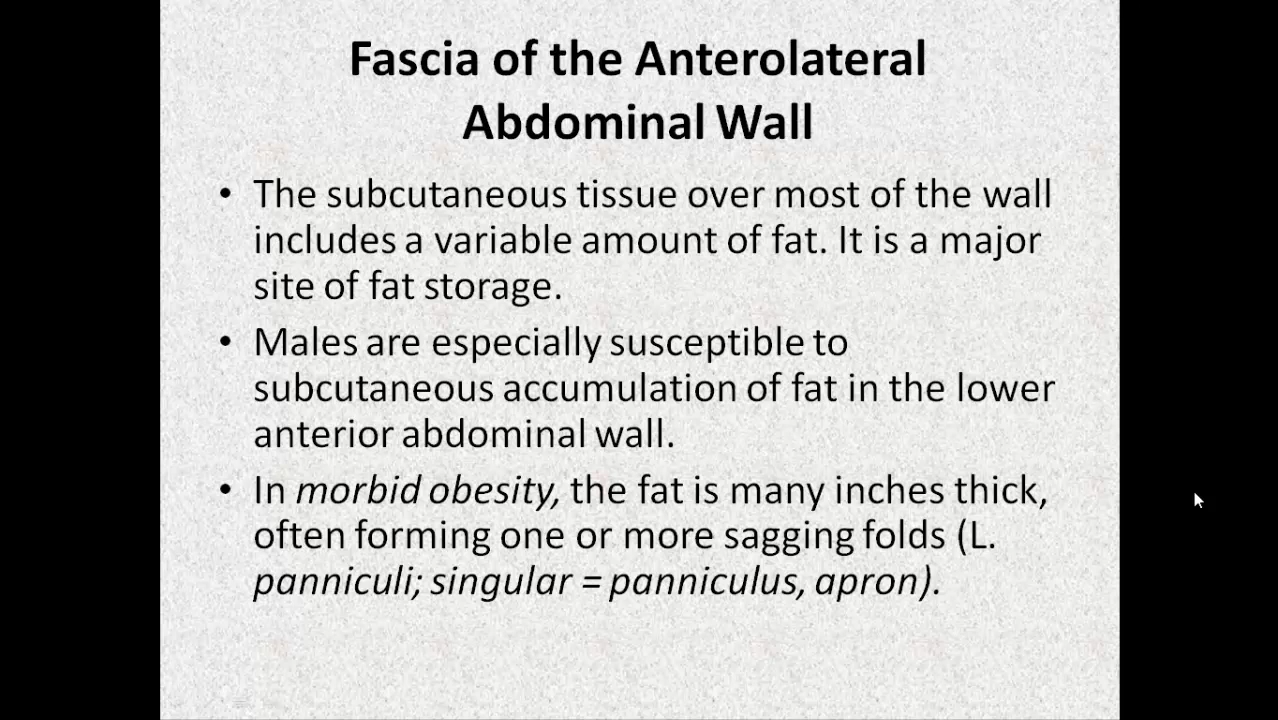 Fascia of the Anterolateral
Abdominal Wall
• The subcutaneous tissue over most of the wall
includes a variable amount of fat. It is a major
site of fat storage.
• Males are especially susceptible to
subcutaneous accumulation of fat in the lower
anterior abdominal wall.
• In morbid obesity, the fat is many inches thick,
often forming one or more sagging folds (L.
panniculi; singular = panniculus, apron).